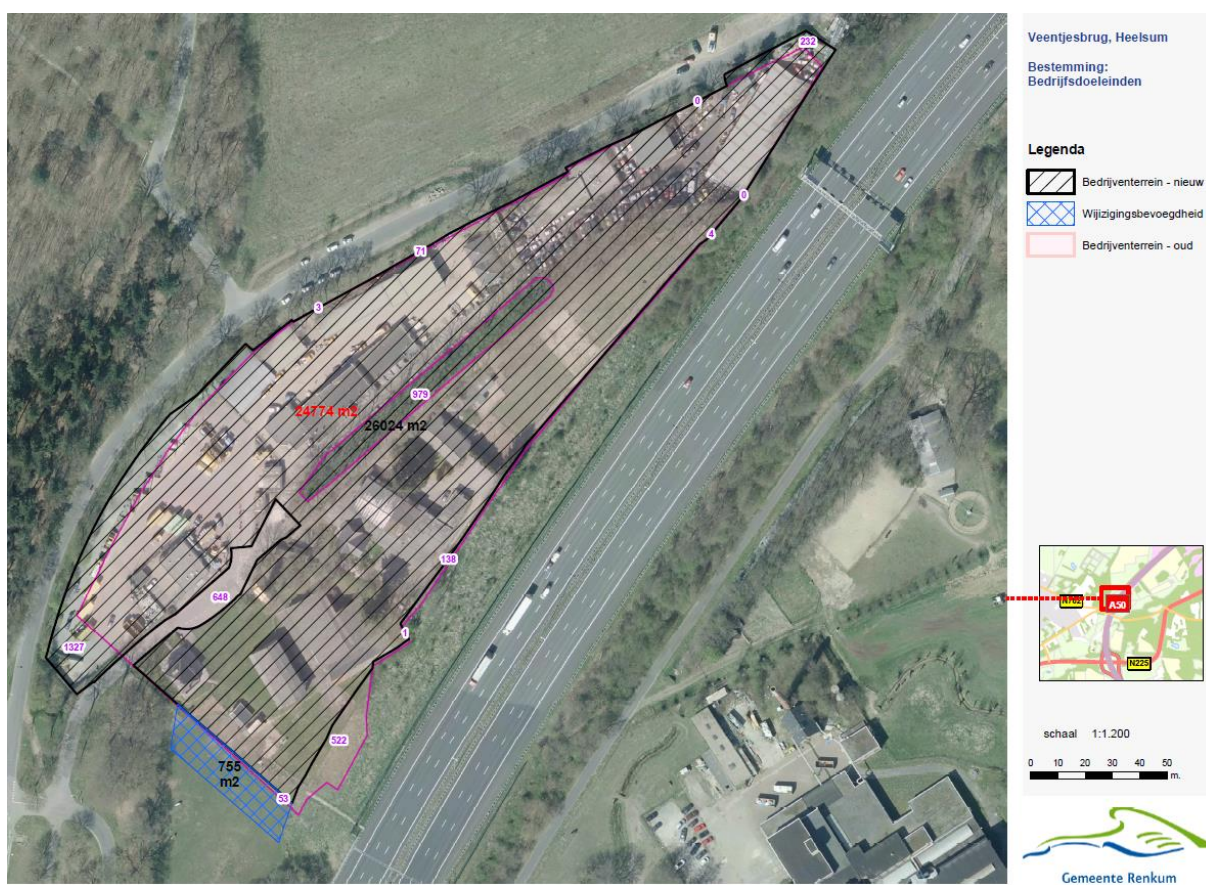 Veentjesbrug, Heelsum
Bestemming:
Bedrijfsdoeleinden
Legenda
Bedrijventerrein - nieuw
Wijizigingsbevoegdheid
Bedrijventerrein - oud
232
0
0
4
71
3
979
24774 m2
26024 m2
138
648
1
1327
522
755
m2
53
A50
N225
schaal 1:1.200
0 10 20 30 40 50
m.
Gemeente Renkum